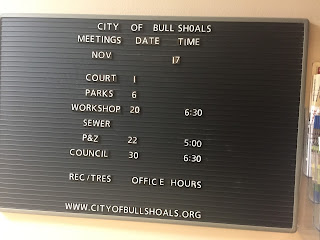 CITY OF BULL SHOALS
MEETINGS DATE TIME
NOV 17
COURT 1
PARKS 6
WORKSHOP 20 6:30
SEWER
P&Z 22 5:00
COUNCIL 30 6:30
REC/TRES OFFICE HOURS
WWW.CITYOFBULLSHOALS.ORG